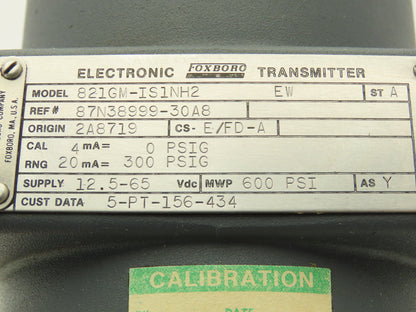 ELECTRONIC FOXBORO TRANSMITTER
MODEL 821GM-IS1NH2 EW ST A
REF # 87N38999-30A8
ORIGIN 2A8719 CS- E/FD-A
CAL 4 mA= 0 PSIG
RNG 20 mA= 300 PSIG
SUPPLY 12.5-65 Vdc MWP 600 PSI AS Y
CUST DATA 5-PT-156-434
COMPANY
FOXBORO, MA., U.S.A.
CALIBRATION